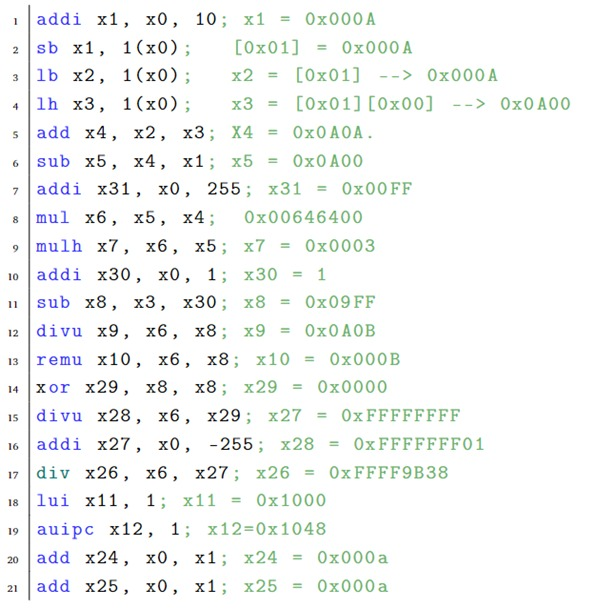 1 addi x1, x0, 10; x1 = 0x000A
2 sb x1, 1(x0); [0x01] = 0x000A
3 lb x2, 1(x0); x2 = [0x01] --> 0x000A
4 lh x3, 1(x0); x3 = [0x01][0x00] --> 0x0A00
5 add x4, x2, x3; X4 = 0x0A0A.
6 sub x5, x4, x1; x5 = 0x0A00
7 addi x31, x0, 255; x31 = 0x00FF
8 mul x6, x5, x4; 0x00646400
9 mulh x7, x6, x5; x7 = 0x0003
10 addi x30, x0, 1; x30 = 1
11 sub x8, x3, x30; x8 = 0x09FF
12 divu x9, x6, x8; x9 = 0x0A0B
13 remu x10, x6, x8; x10 = 0x000B
14 xor x29, x8, x8; x29 = 0x0000
15 divu x28, x6, x29; x27 = 0xFFFFFFFF
16 addi x27, x0, -255; x28 = 0xFFFFFFF01
17 div x26, x6, x27; x26 = 0xFFFF9B38
18 lui x11, 1; x11 = 0x1000
19 auipc x12, 1; x12=0x1048
20 add x24, x0, x1; x24 = 0x000a
21 add x25, x0, x1; x25 = 0x000a